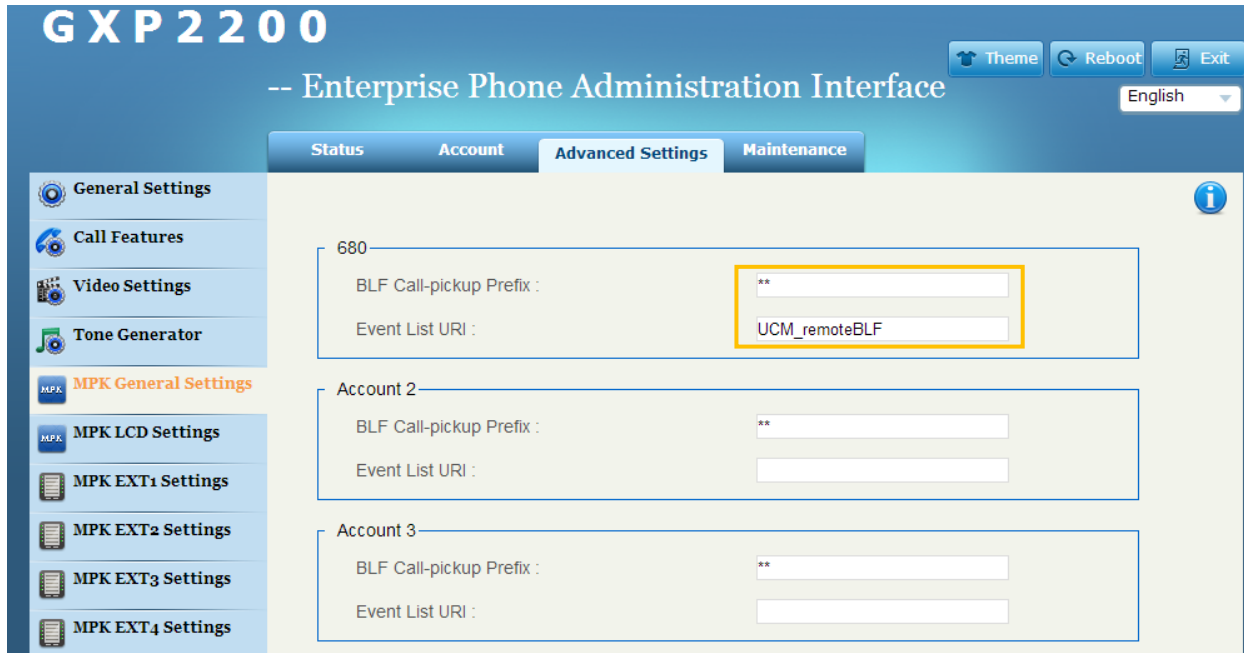 GXP2200
Theme
Reboot
Exit
-- Enterprise Phone Administration Interface
English
Status
Account
Advanced Settings
Maintenance
General Settings
Call Features
Video Settings
Tone Generator
MPK
MPK General Settings
MPK
MPK LCD Settings
MPK EXT1 Settings
MPK EXT2 Settings
MPK EXT3 Settings
MPK EXT4 Settings
680
BLF Call-pickup Prefix : **
Event List URI : UCM_remoteBLF
Account 2
BLF Call-pickup Prefix : **
Event List URI :
Account 3
BLF Call-pickup Prefix : **
Event List URI :